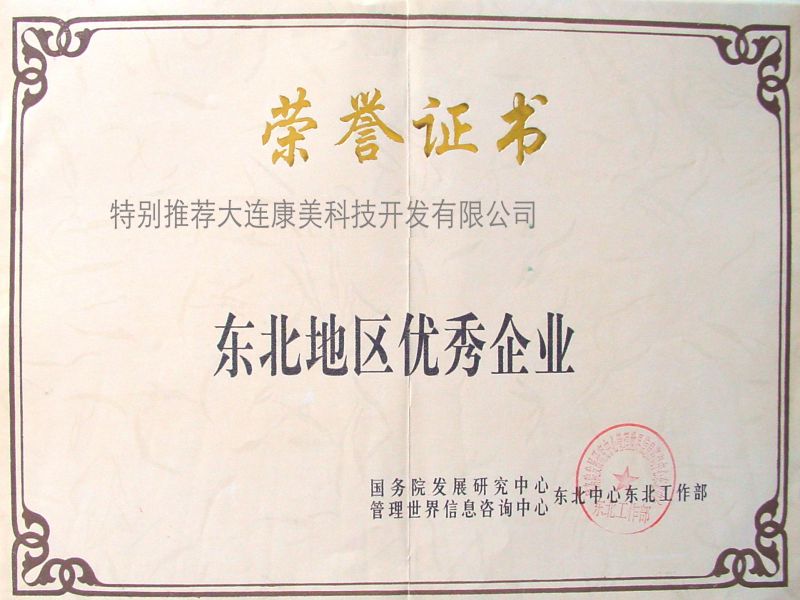 荣誉证书
特别推荐大连康美科技开发有限公司
东北地区优秀企业
国务院发展研究中心
管理世界信息咨询中心
东北中心东北工作部
东北工作部